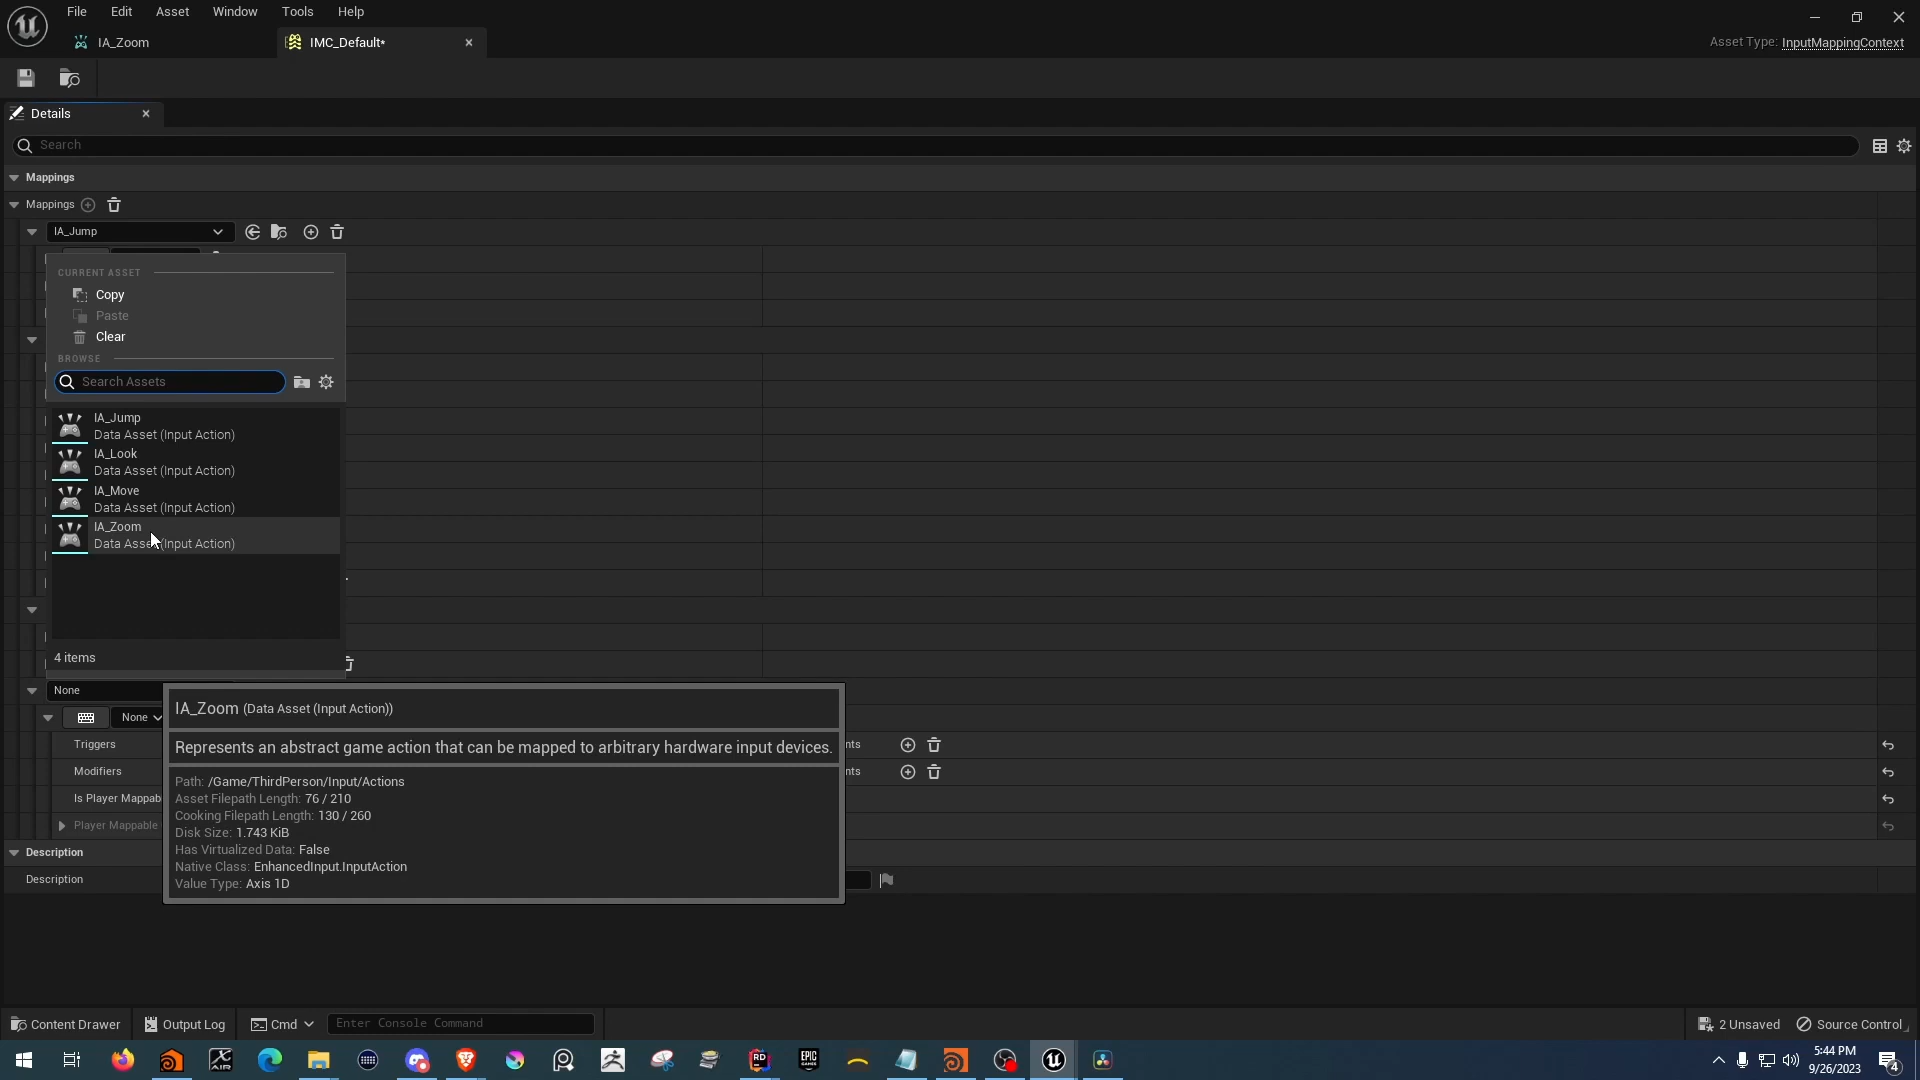 File Edit Asset Window Tools Help
IA_Zoom
IMC_Default*
Asset Type: InputMappingContext
Details
Search
Mappings
Mappings
IA_Jump
CURRENT ASSET
Copy
Paste
Clear
BROWSE
Search Assets
IA_Jump
Data Asset (Input Action)
IA_Look
Data Asset (Input Action)
IA_Move
Data Asset (Input Action)
IA_Zoom
Data Asset (Input Action)
4 items
None
None
Triggers
Modifiers
Is Player Mappab
Player Mappable
Description
Description
IA_Zoom (Data Asset (Input Action))
Represents an abstract game action that can be mapped to arbitrary hardware input devices.
Path: /Game/ThirdPerson/Input/Actions
Asset Filepath Length: 76 / 210
Cooking Filepath Length: 130 / 260
Disk Size: 1.743 KiB
Has Virtualized Data: False
Native Class: EnhancedInput.InputAction
Value Type: Axis 1D
nts
nts
Content Drawer
Output Log
Cmd
Enter Console Command
2 Unsaved
Source Control
5:44 PM
9/26/2023
4